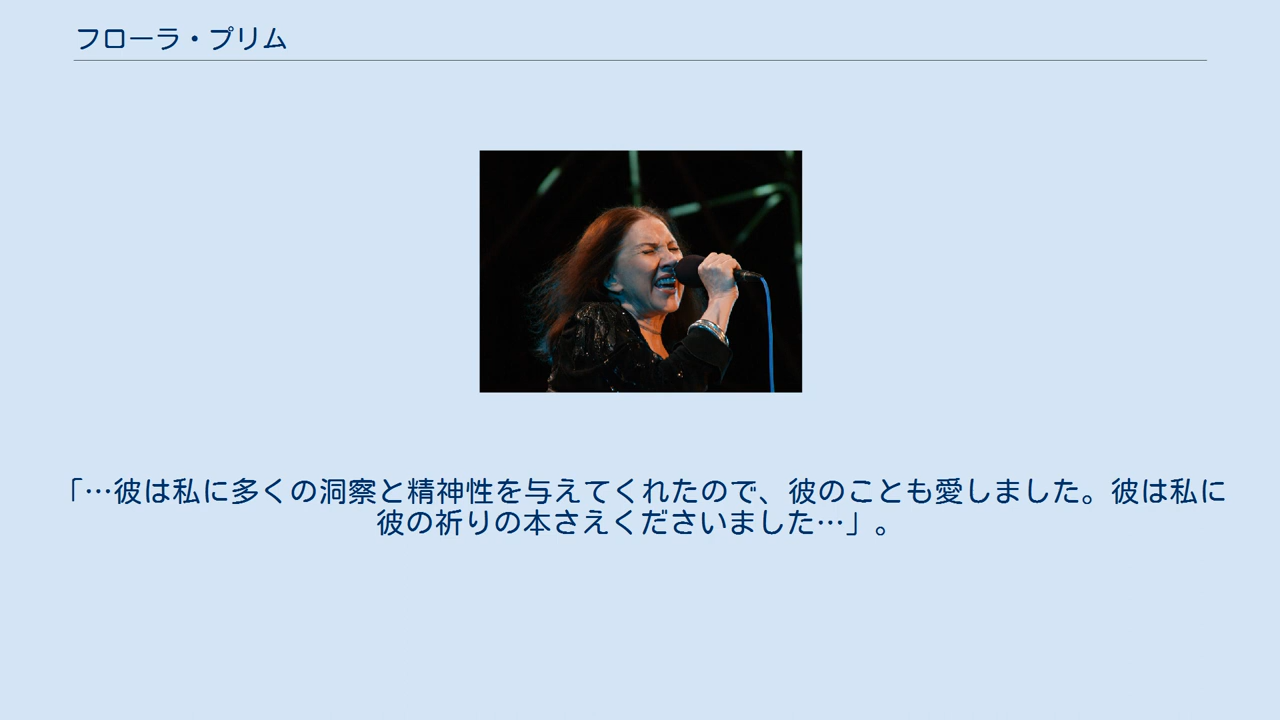 フローラ・プリム
「…彼は私に多くの洞察と精神性を与えてくれたので、彼のことも愛しました。彼は私に
彼の祈りの本さえくださいました…」。